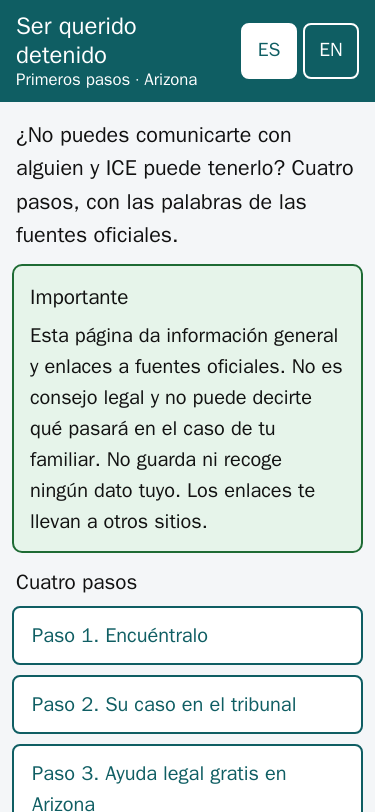 Ser querido
detenido
Primeros pasos · Arizona
ES
EN
¿No puedes comunicarte con
alguien y ICE puede tenerlo? Cuatro
pasos, con las palabras de las
fuentes oficiales.
Importante
Esta página da información general
y enlaces a fuentes oficiales. No es
consejo legal y no puede decirte
qué pasará en el caso de tu
familiar. No guarda ni recoge
ningún dato tuyo. Los enlaces te
llevan a otros sitios.
Cuatro pasos
Paso 1. Encuéntralo
Paso 2. Su caso en el tribunal
Paso 3. Ayuda legal gratis en
Arizona